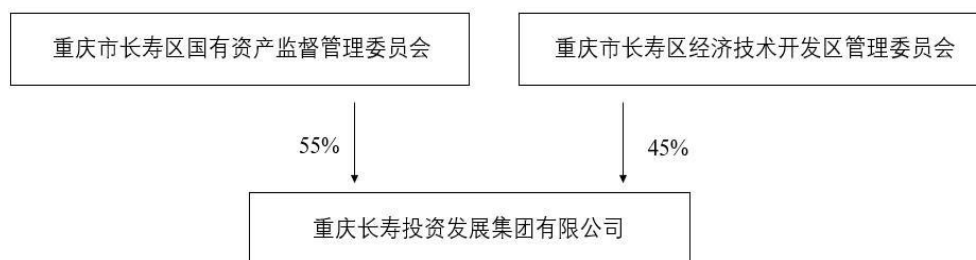 重庆市长寿区国有资产监督管理委员会
重庆市长寿区经济技术开发区管理委员会
55%
45%
重庆长寿投资发展集团有限公司